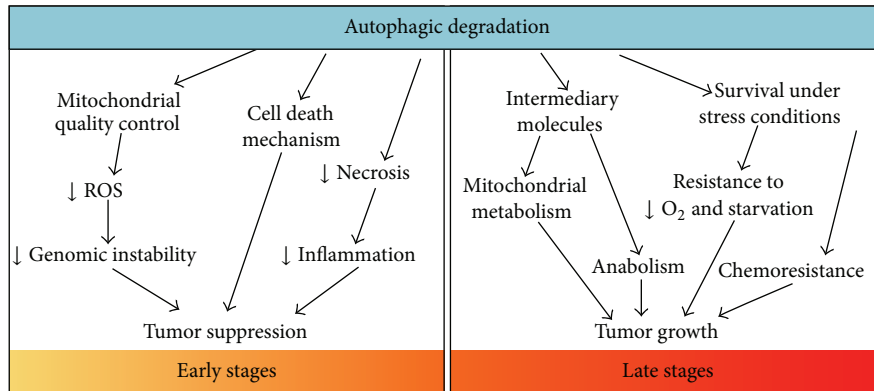 Autophagic degradation
Mitochondrial
quality control
Cell death
mechanism
↓ Necrosis
↓ ROS
↓ Genomic instability
↓ Inflammation
Tumor suppression
Early stages
Intermediary
molecules
Survival under
stress conditions
Mitochondrial
metabolism
Resistance to
↓ O₂ and starvation
Anabolism
Chemoresistance
Tumor growth
Late stages